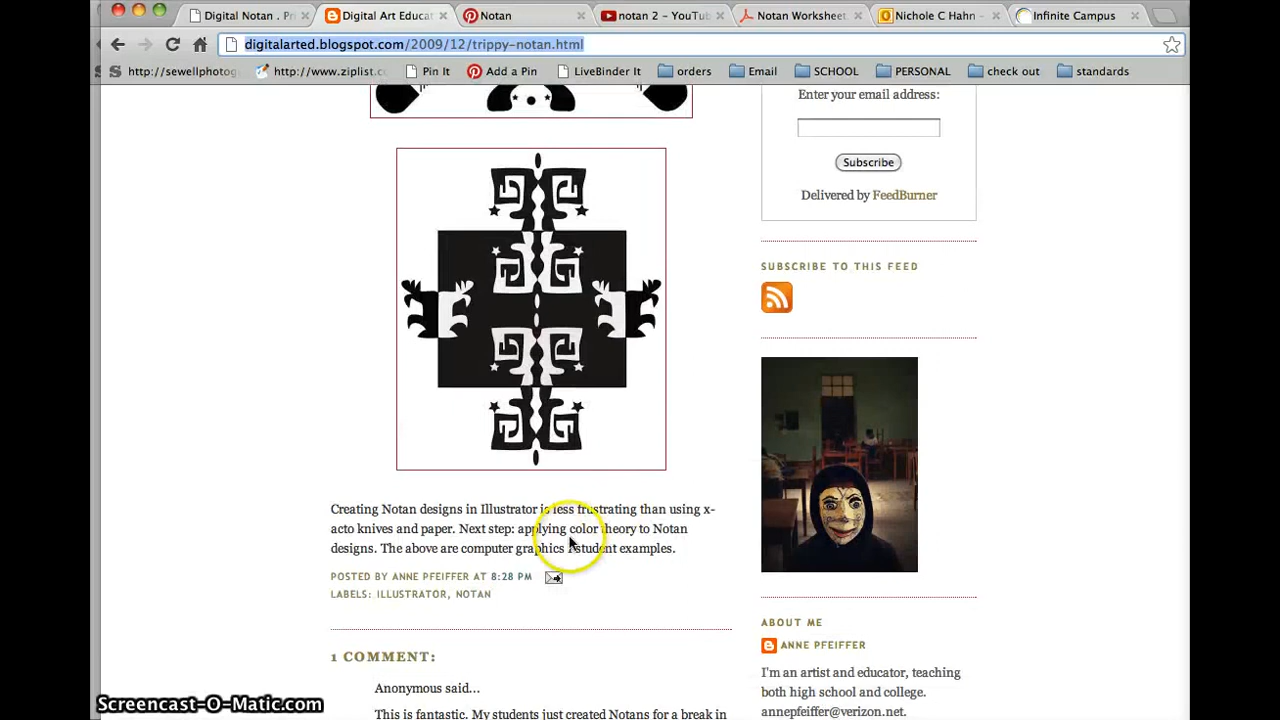 Digital Notan . Pri
Digital Art Educat
Notan
notan 2 – YouTu
Notan Worksheet
Nichole C Hahn –
Infinite Campus
digitalarted.blogspot.com/2009/12/trippy-notan.html
http://sewellphotog
http://www.ziplist.c
Pin It
Add a Pin
LiveBinder It
orders
Email
SCHOOL
PERSONAL
check out
standards
Enter your email address:
Subscribe
Delivered by FeedBurner
SUBSCRIBE TO THIS FEED
Creating Notan designs in Illustrator is less frustrating than using x-
acto knives and paper. Next step: applying color theory to Notan
designs. The above are computer graphics student examples.
POSTED BY ANNE PFEIFFER AT 8:28 PM
LABELS: ILLUSTRATOR, NOTAN
1 COMMENT:
Anonymous said...
This is fantastic. My students just created Notans for a break in
ABOUT ME
ANNE PFEIFFER
I'm an artist and educator, teaching
both high school and college.
annepfeiffer@verizon.net.
Screencast-O-Matic.com